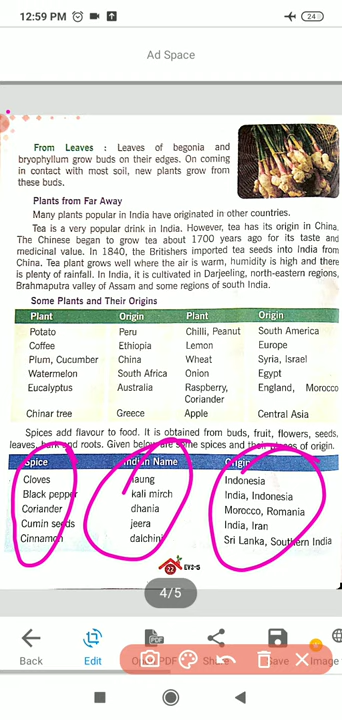 12:59 PM
24
Ad Space
From Leaves : Leaves of begonia and
bryophyllum grow buds on their edges. On coming
in contact with most soil, new plants grow from
these buds.
Plants from Far Away
Many plants popular in India have originated in other countries.
Tea is a very popular drink in India. However, tea has its origin in China.
The Chinese began to grow tea about 1700 years ago for its taste and
medicinal value. In 1840, the Britishers imported tea seeds into India from
China. Tea plant grows well where the air is warm, humidity is high and there
is plenty of rainfall. In India, it is cultivated in Darjeeling, north-eastern regions,
Brahmaputra valley of Assam and some regions of south India.
Some Plants and Their Origins
Plant Origin Plant Origin
Potato Peru Chilli, Peanut South America
Coffee Ethiopia Lemon Europe
Plum, Cucumber China Wheat Syria, Israel
Watermelon South Africa Onion Egypt
Eucalyptus Australia Raspberry, England, Morocco
Coriander
Chinar tree Greece Apple Central Asia
Spices add flavour to food. It is obtained from buds, fruit, flowers, seeds,
leaves, bark and roots. Given below are some spices and their places of origin.
Spice Indian Name Origin
Cloves laung Indonesia
Black pepper kali mirch India, Indonesia
Coriander dhania Morocco, Romania
Cumin seeds jeera India, Iran
Cinnamon dalchini Sri Lanka, Southern India
22 EVS-5
4/5
Back Edit PDF Share Save Image